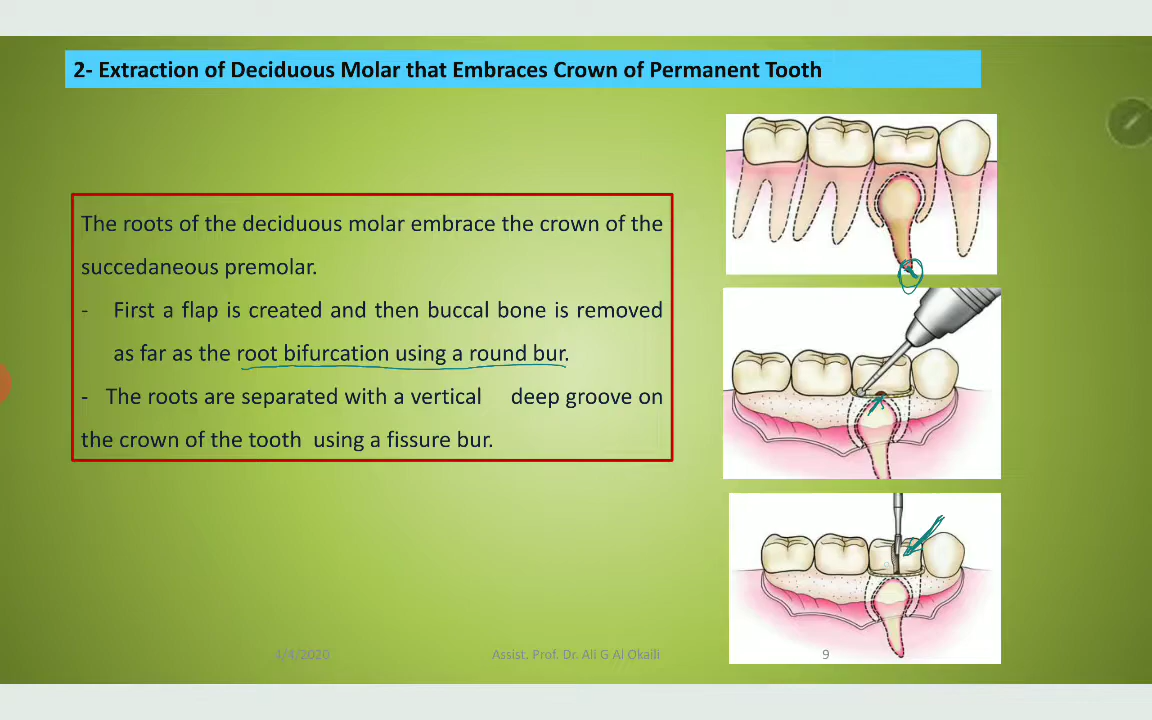 2- Extraction of Deciduous Molar that Embraces Crown of Permanent Tooth
The roots of the deciduous molar embrace the crown of the
succedaneous premolar.
- First a flap is created and then buccal bone is removed
as far as the root bifurcation using a round bur.
- The roots are separated with a vertical deep groove on
the crown of the tooth using a fissure bur.
4/4/2020 Assist. Prof. Dr. Ali G Al Okaili 9